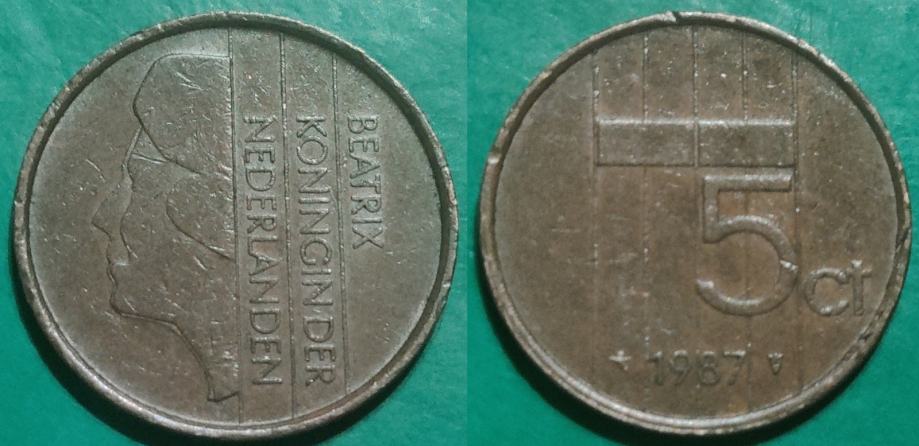 BEATRIX
KONINGIN DER
NEDERLANDEN
5 ct
1987